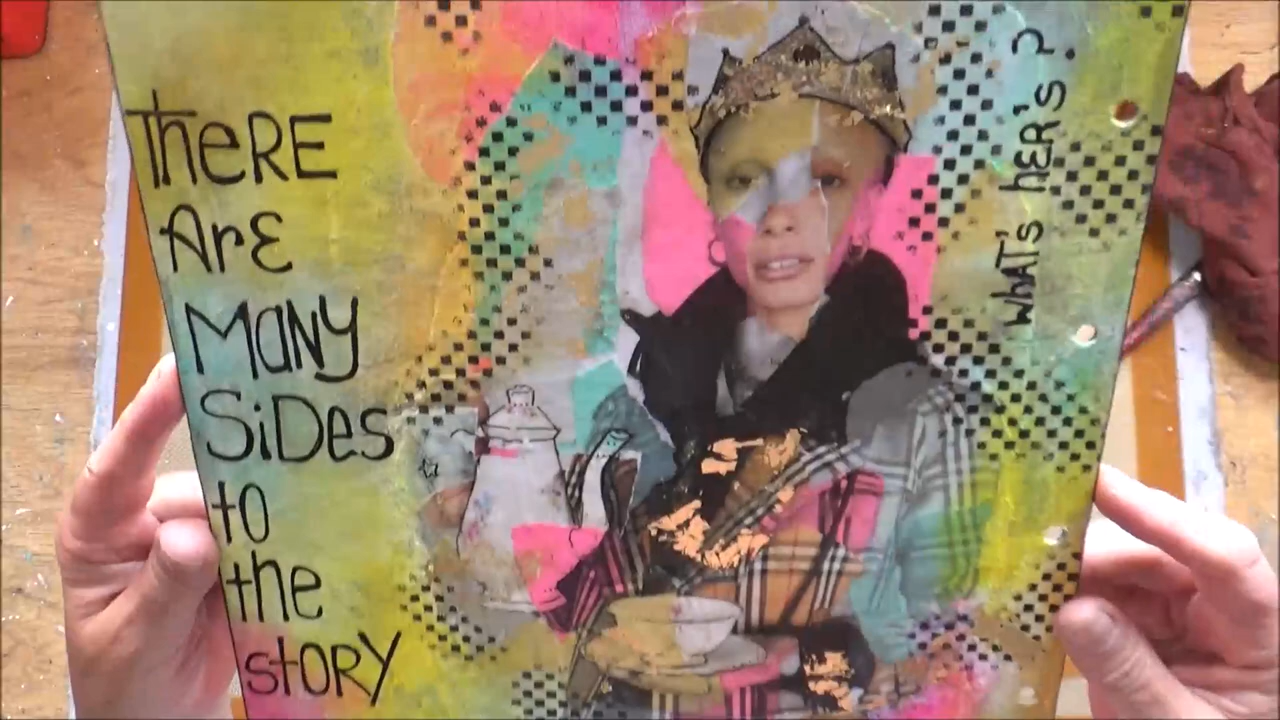 There
Are
Many
Sides
to
the
story
What's her's?